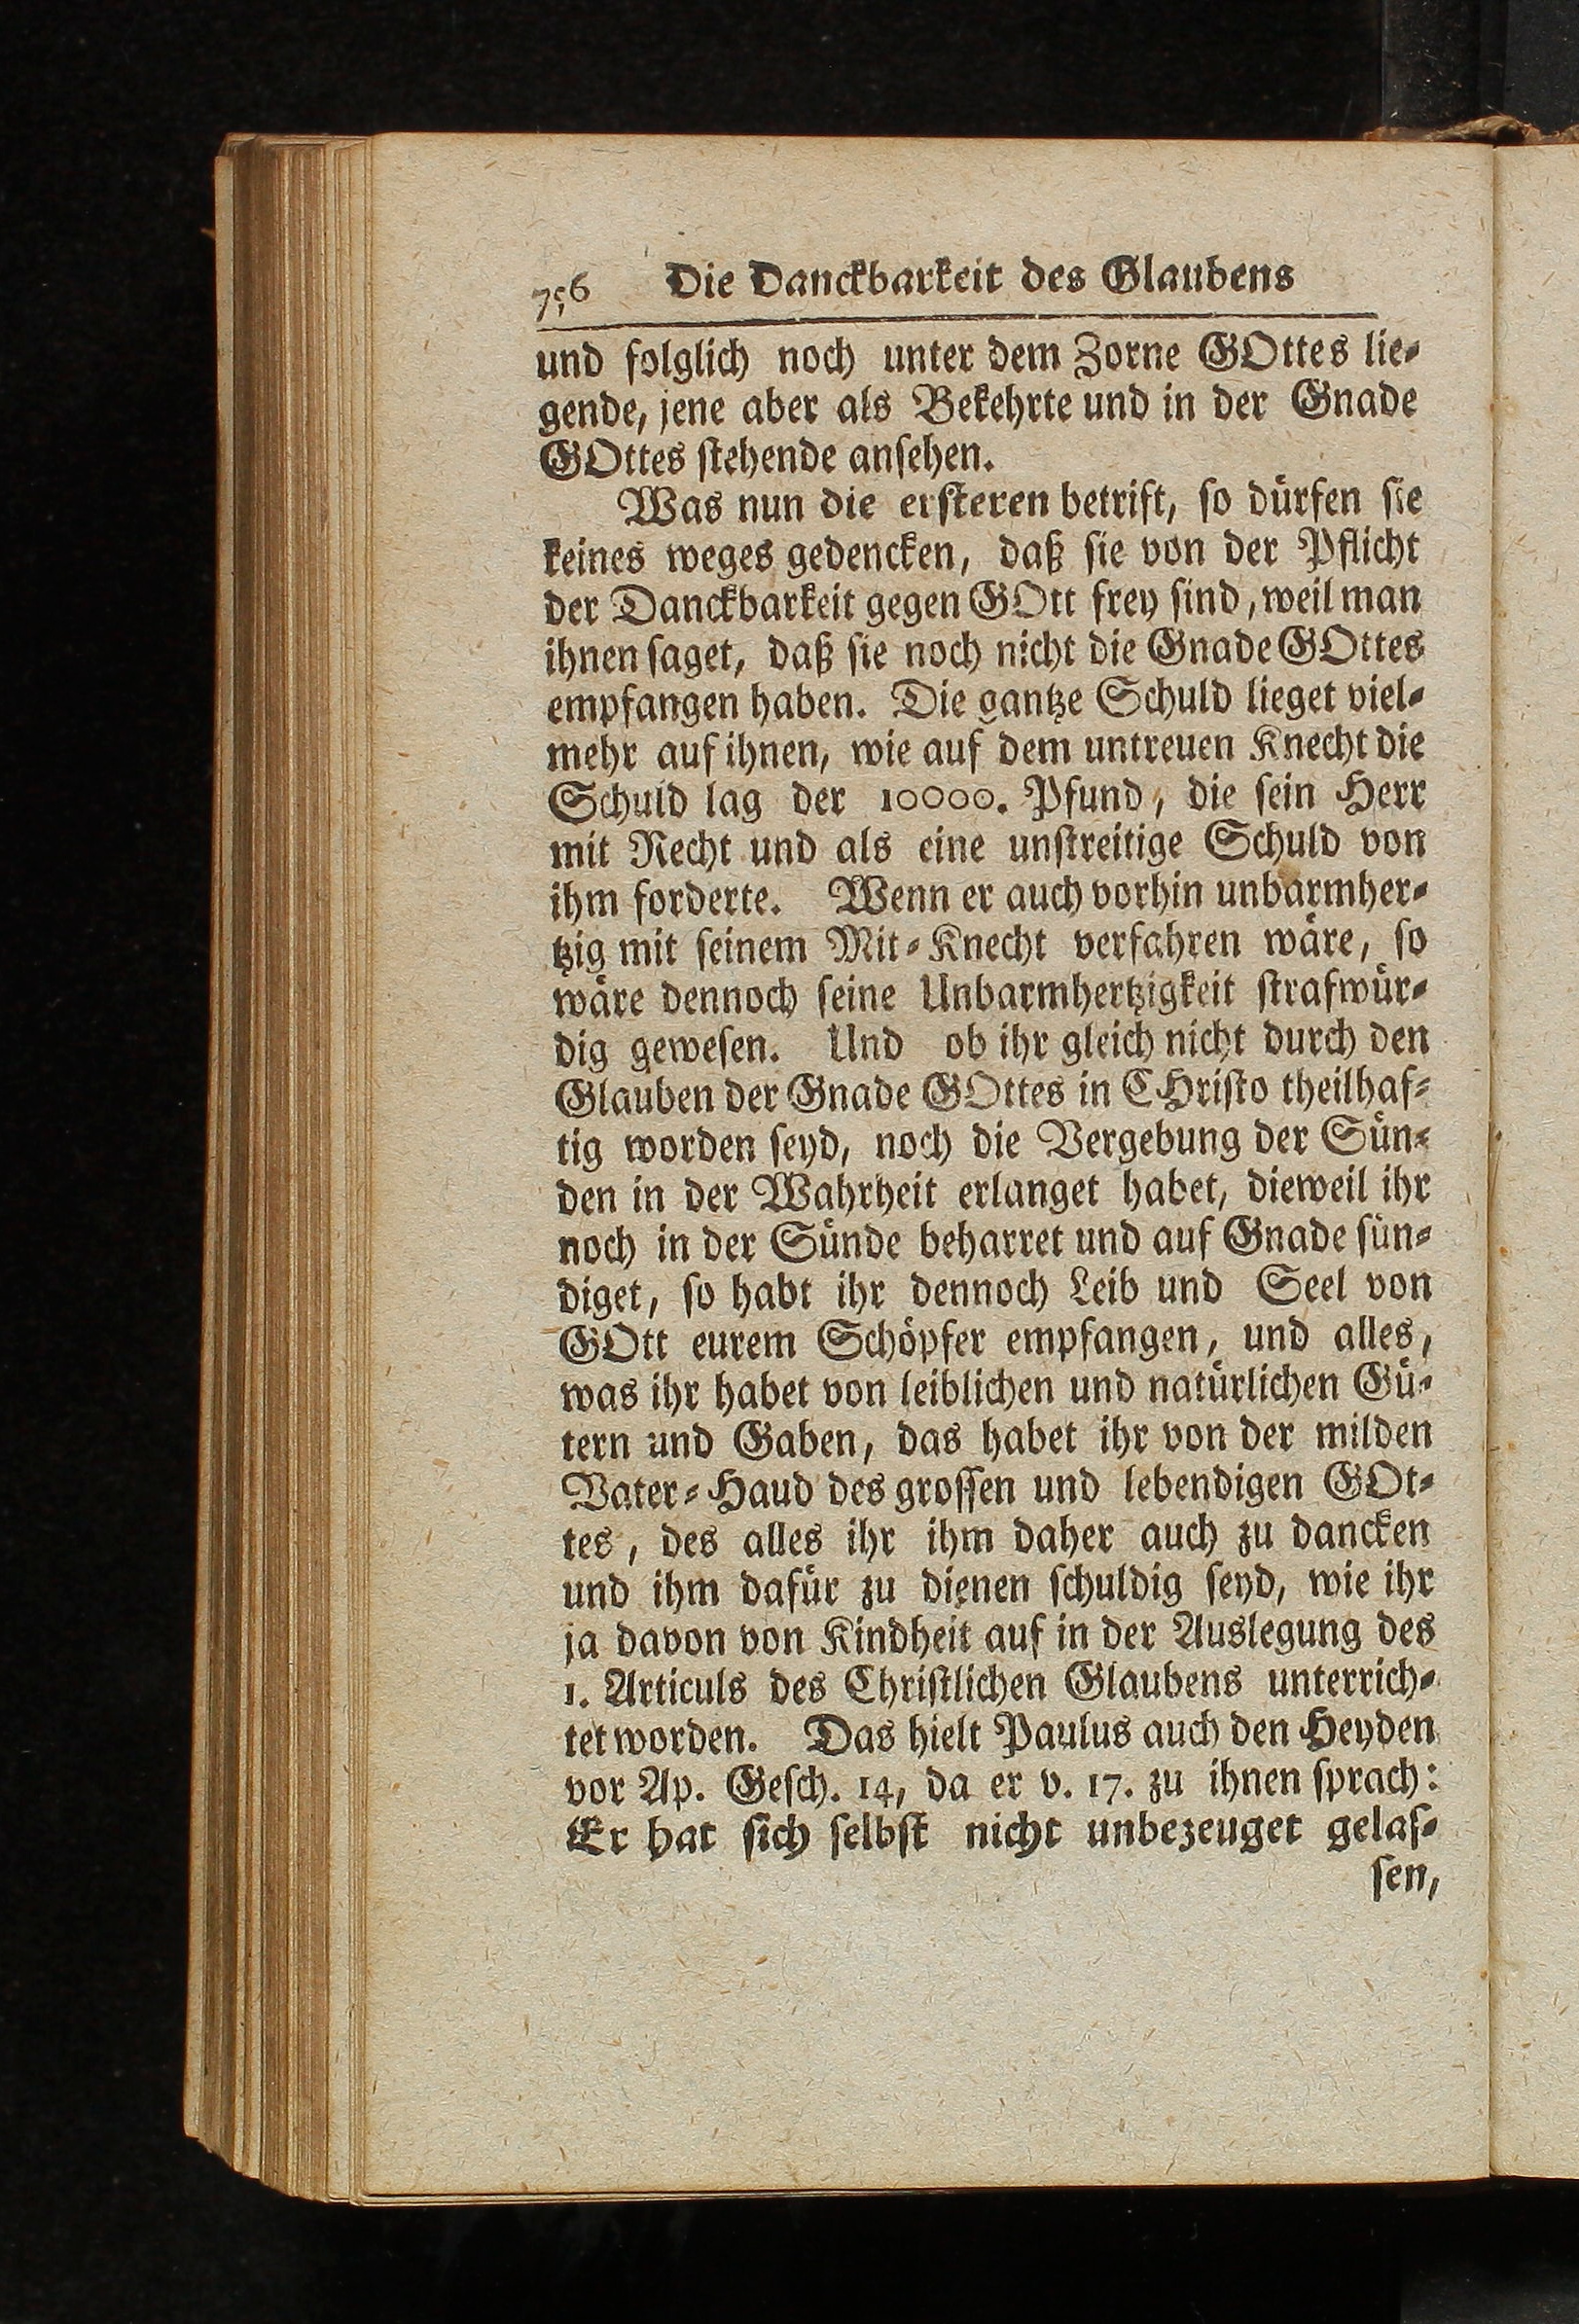 756 Die Danckbarkeit des Glaubens
und folglich noch unter dem Zorne GOttes lie-
gende, jene aber als Bekehrte und in der Gnade
GOttes stehende ansehen.
Was nun die ersteren betrift, so dürfen sie
keines weges gedencken, daß sie von der Pflicht
der Danckbarkeit gegen GOtt frey sind, weil man
ihnen saget, daß sie noch nicht die Gnade GOttes
empfangen haben. Die gantze Schuld lieget viel-
mehr auf ihnen, wie auf dem untreuen Knecht die
Schuld lag der 10000. Pfund, die sein Herr
mit Recht und als eine unstreitige Schuld von
ihm forderte. Wenn er auch vorhin unbarmher-
tzig mit seinem Mit-Knecht verfahren wäre, so
wäre dennoch seine Unbarmhertzigkeit strafwür-
dig gewesen. Und ob ihr gleich nicht durch den
Glauben der Gnade GOttes in CHristo theilhaf-
tig worden seyd, noch die Vergebung der Sün-
den in der Wahrheit erlanget habet, dieweil ihr
noch in der Sünde beharret und auf Gnade sün-
diget, so habt ihr dennoch Leib und Seel von
GOtt eurem Schöpfer empfangen, und alles,
was ihr habet von leiblichen und natürlichen Gü-
tern und Gaben, das habet ihr von der milden
Vater-Haud des grossen und lebendigen GOt-
tes, des alles ihr ihm daher auch zu dancken
und ihm dafür zu dienen schuldig seyd, wie ihr
ja davon von Kindheit auf in der Auslegung des
1. Articuls des Christlichen Glaubens unterrich-
tet worden. Das hielt Paulus auch den Heyden
vor Ap. Gesch. 14, da er v. 17. zu ihnen sprach:
Er hat sich selbst nicht unbezeuget gelas-
sen,